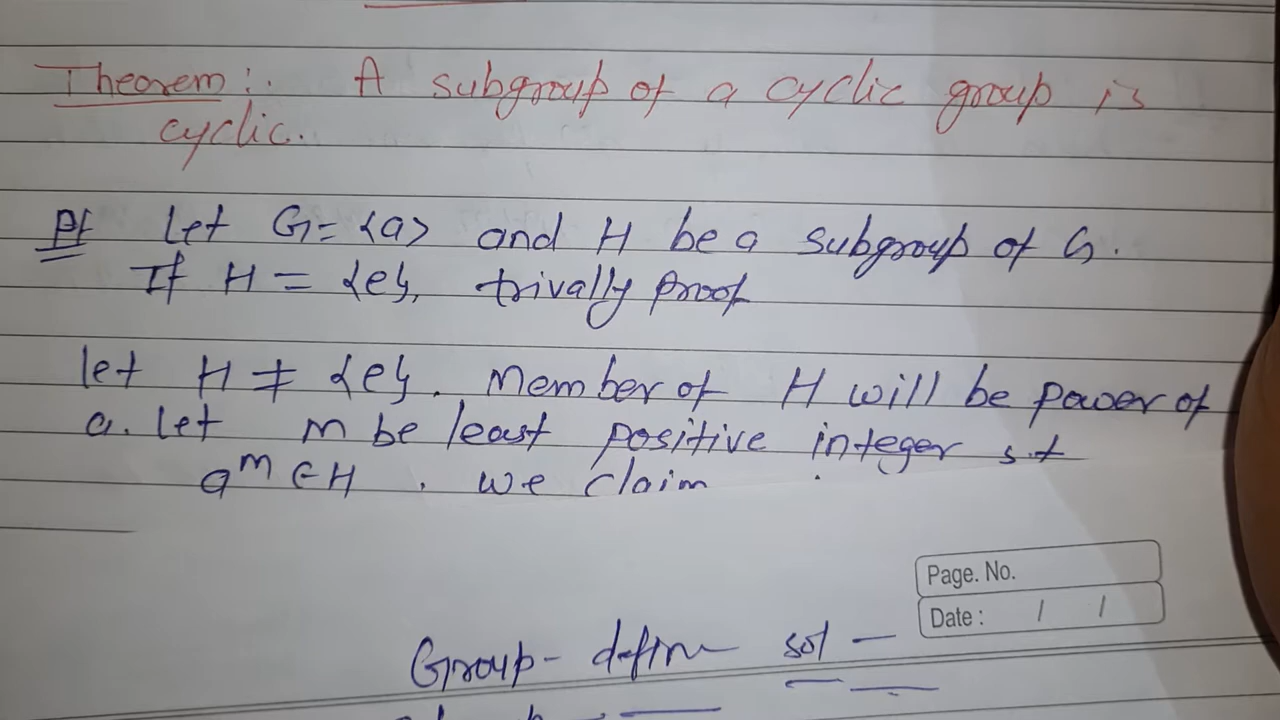 Theorem:. A subgroup of a cyclic group is
cyclic.
Pf Let G = <a> and H be a subgroup of G.
If H = {e}, trivally proof
let H ≠ {e}. Member of H will be power of
a. let m be least positive integer s.t
a^m ∈ H. we claim
Page. No.
Date : / /
Group - define sol —